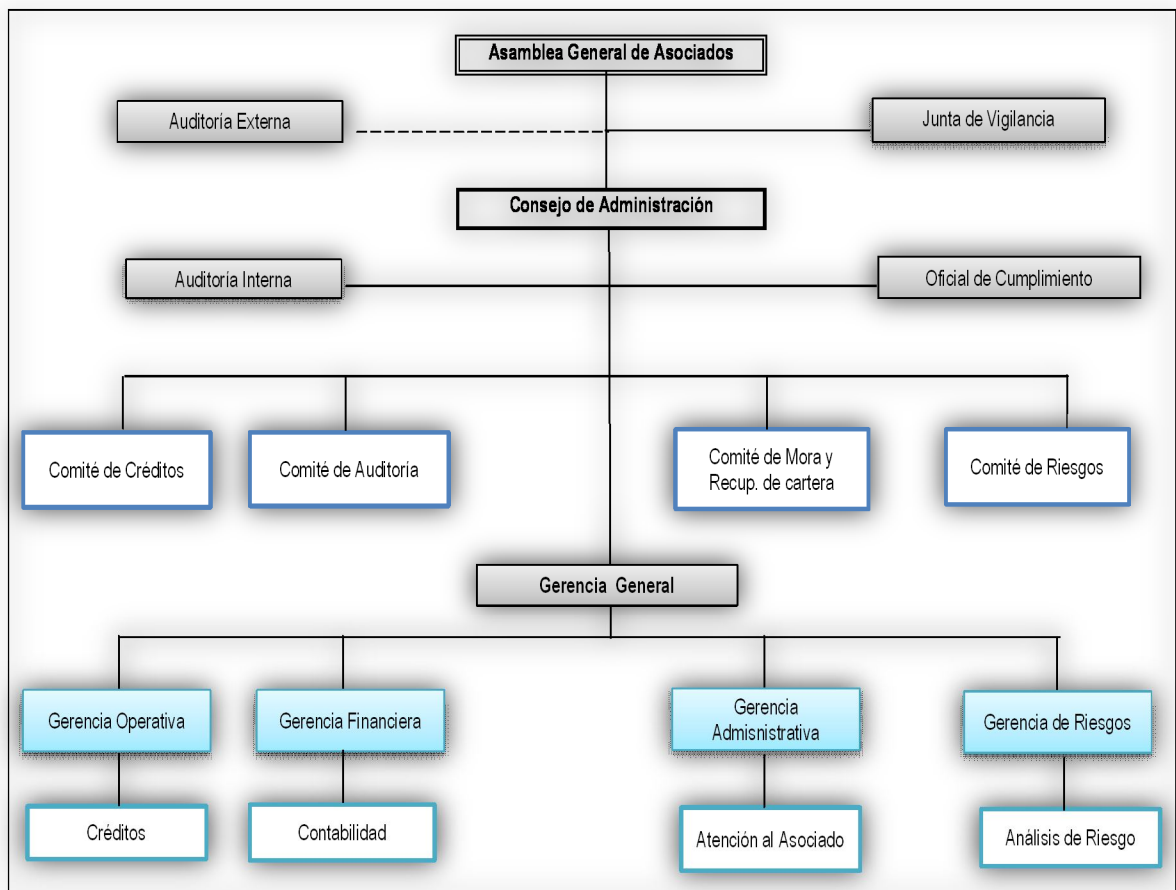 Asamblea General de Asociados
Auditoría Externa
Junta de Vigilancia
Consejo de Administración
Auditoría Interna
Oficial de Cumplimiento
Comité de Créditos
Comité de Auditoría
Comité de Mora y
Recup. de cartera
Comité de Riesgos
Gerencia General
Gerencia Operativa
Gerencia Financiera
Gerencia
Admisnistrativa
Gerencia de Riesgos
Créditos
Contabilidad
Atención al Asociado
Análisis de Riesgo